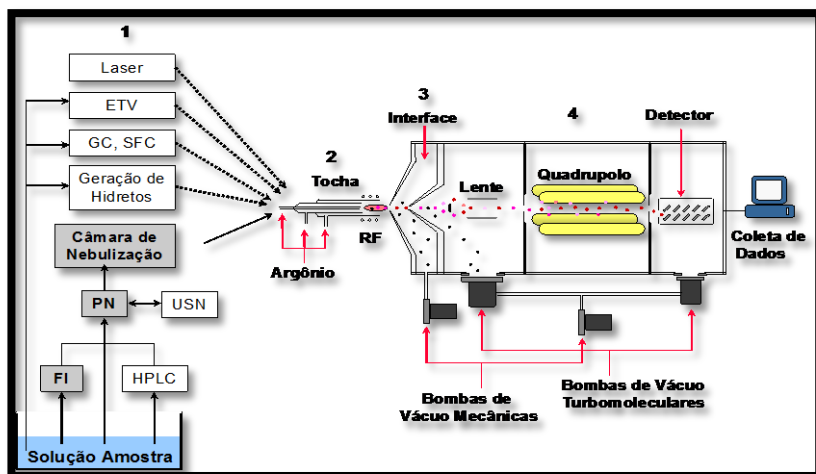 1
Laser
ETV
GC, SFC
Geração de
Hidretos
Câmara de
Nebulização
PN
USN
FI
HPLC
Solução Amostra
2
Tocha
Argônio
RF
3
Interface
Lente
4
Quadrupolo
Detector
Coleta de
Dados
Bombas de
Vácuo Mecânicas
Bombas de Vácuo
Turbomoleculares